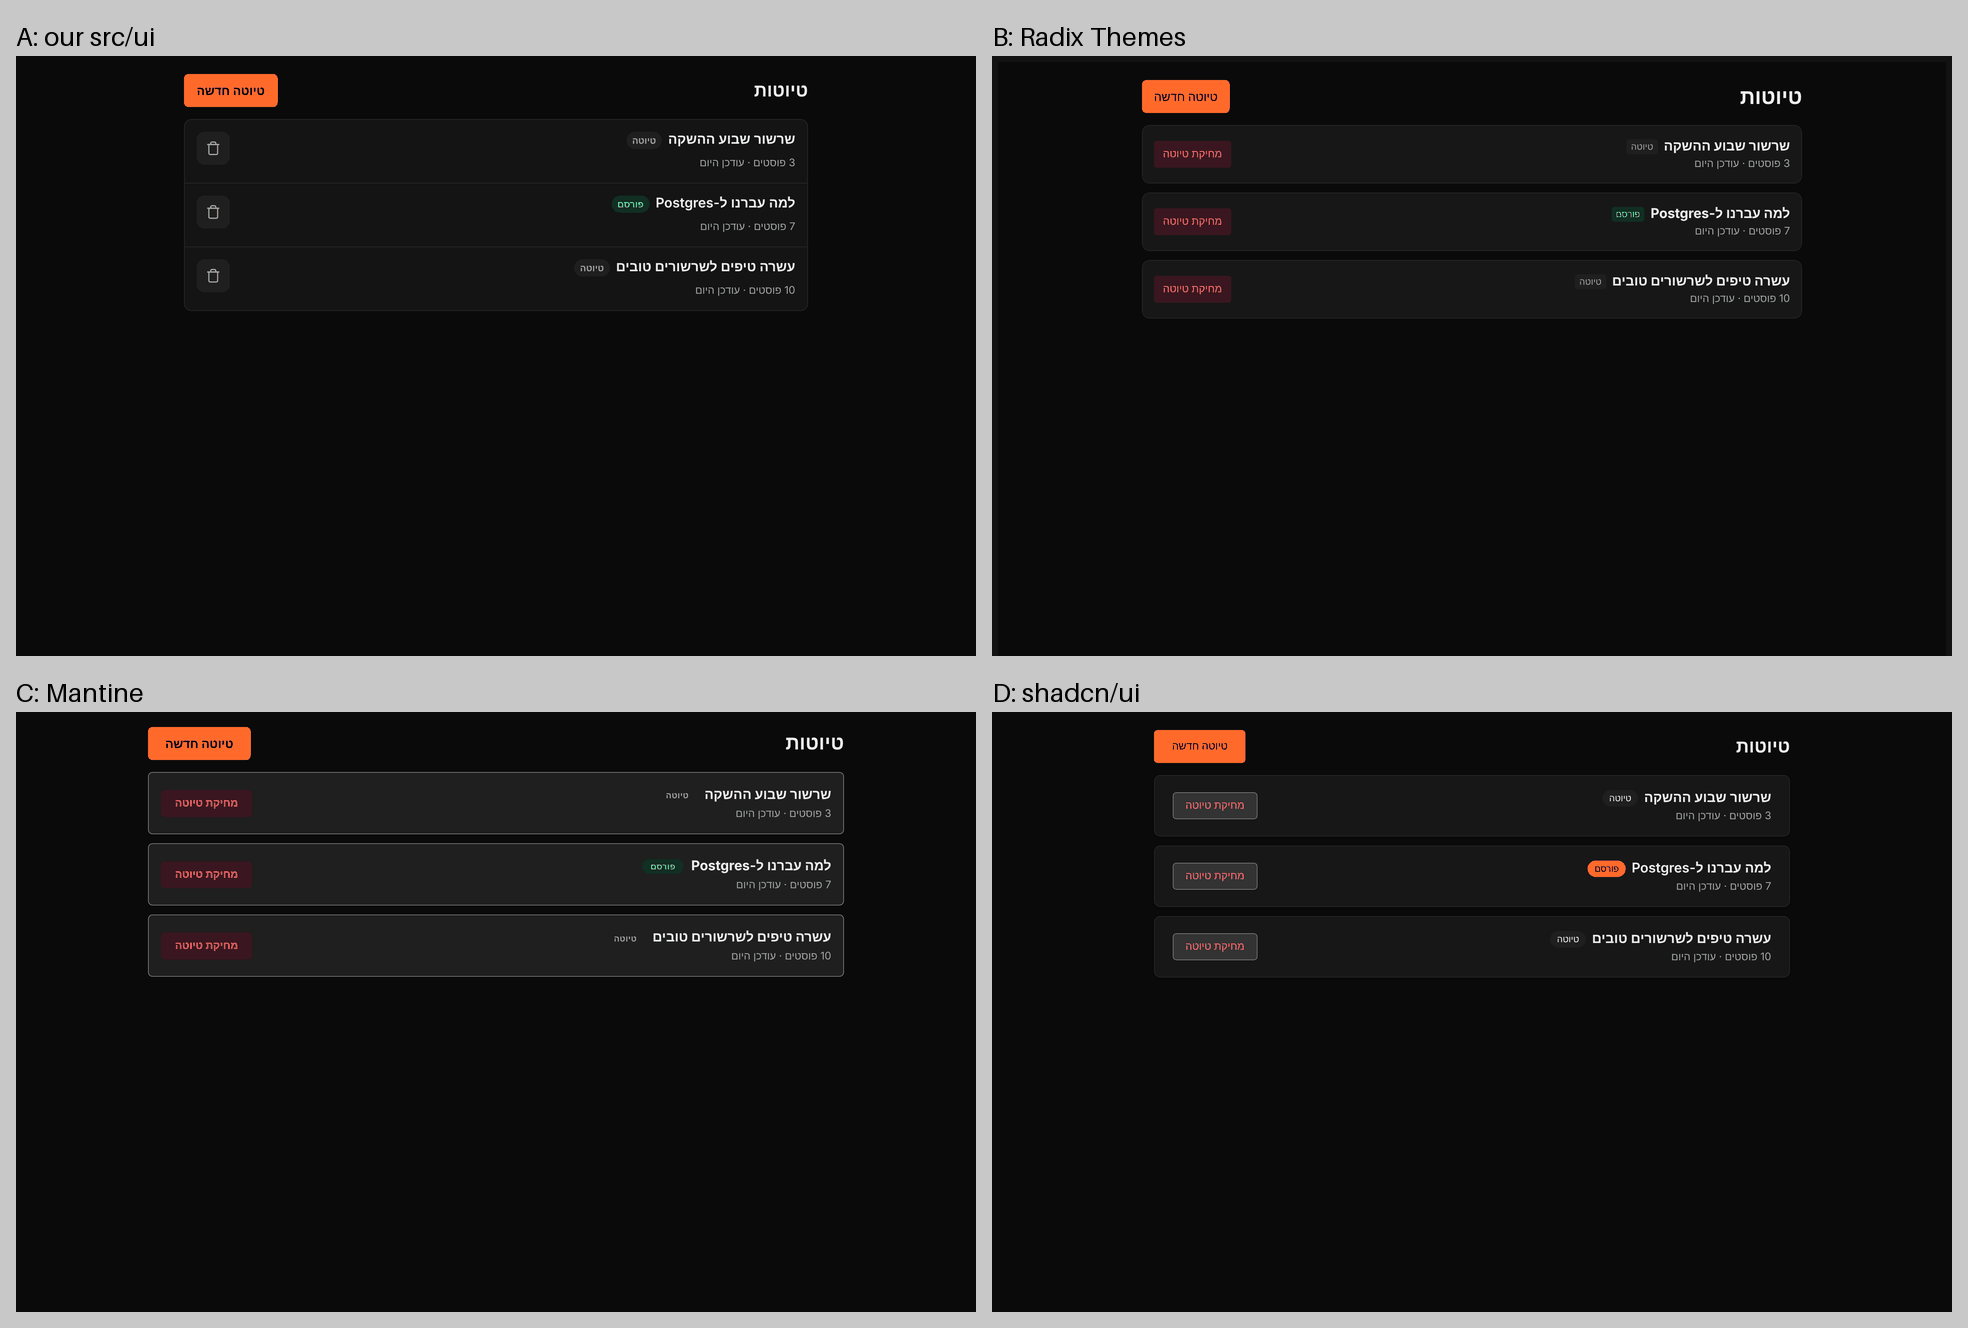 A: our src/ui
טיוטות
טיוטה חדשה
שרשור שבוע ההשקה טיוטה
3 פוסטים · עודכן היום
למה עברנו ל-Postgres פורסם
7 פוסטים · עודכן היום
עשרה טיפים לשרשורים טובים טיוטה
10 פוסטים · עודכן היום
B: Radix Themes
טיוטות
טיוטה חדשה
שרשור שבוע ההשקה טיוטה
3 פוסטים · עודכן היום
מחיקת טיוטה
למה עברנו ל-Postgres פורסם
7 פוסטים · עודכן היום
מחיקת טיוטה
עשרה טיפים לשרשורים טובים טיוטה
10 פוסטים · עודכן היום
מחיקת טיוטה
C: Mantine
טיוטות
טיוטה חדשה
שרשור שבוע ההשקה טיוטה
3 פוסטים · עודכן היום
מחיקת טיוטה
למה עברנו ל-Postgres פורסם
7 פוסטים · עודכן היום
מחיקת טיוטה
עשרה טיפים לשרשורים טובים טיוטה
10 פוסטים · עודכן היום
מחיקת טיוטה
D: shadcn/ui
טיוטות
טיוטה חדשה
שרשור שבוע ההשקה טיוטה
3 פוסטים · עודכן היום
מחיקת טיוטה
למה עברנו ל-Postgres פורסם
7 פוסטים · עודכן היום
מחיקת טיוטה
עשרה טיפים לשרשורים טובים טיוטה
10 פוסטים · עודכן היום
מחיקת טיוטה